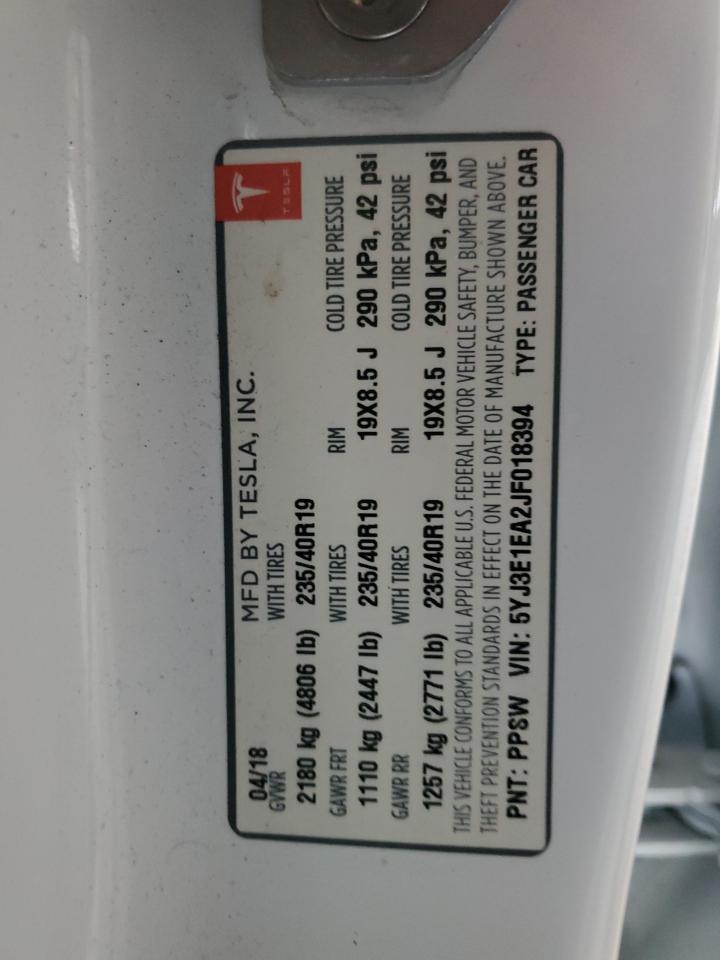 TESLA
04/18 MFD BY TESLA, INC.
GVWR WITH TIRES
2180 kg (4806 lb) 235/40R19
GAWR FRT WITH TIRES RIM COLD TIRE PRESSURE
1110 kg (2447 lb) 235/40R19 19X8.5 J 290 kPa, 42 psi
GAWR RR WITH TIRES RIM COLD TIRE PRESSURE
1257 kg (2771 lb) 235/40R19 19X8.5 J 290 kPa, 42 psi
THIS VEHICLE CONFORMS TO ALL APPLICABLE U.S. FEDERAL MOTOR VEHICLE SAFETY, BUMPER, AND
THEFT PREVENTION STANDARDS IN EFFECT ON THE DATE OF MANUFACTURE SHOWN ABOVE.
PNT: PPSW VIN: 5YJ3E1EA2JF018394 TYPE: PASSENGER CAR